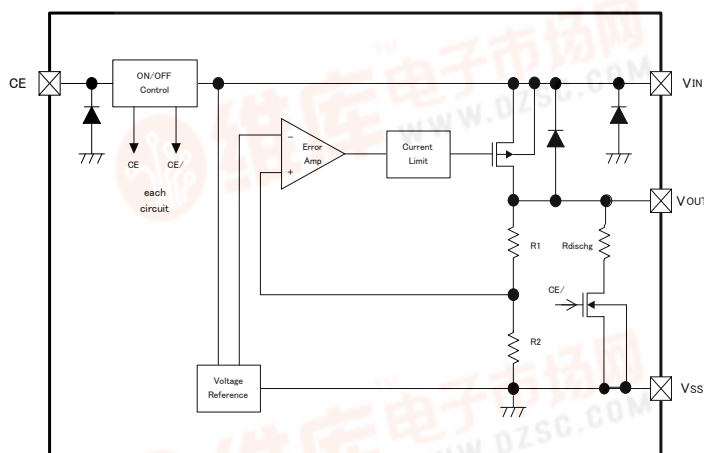 维库电子市场网
TM
WWW.DZSC.COM
CE
ON/OFF
Control
VIN
CE
CE/
each
circuit
−
Error
Amp
+
Current
Limit
VOUT
R1
Rdischg
CE/
R2
Voltage
Reference
VSS
维库电子市场网
TM
WWW.DZSC.COM